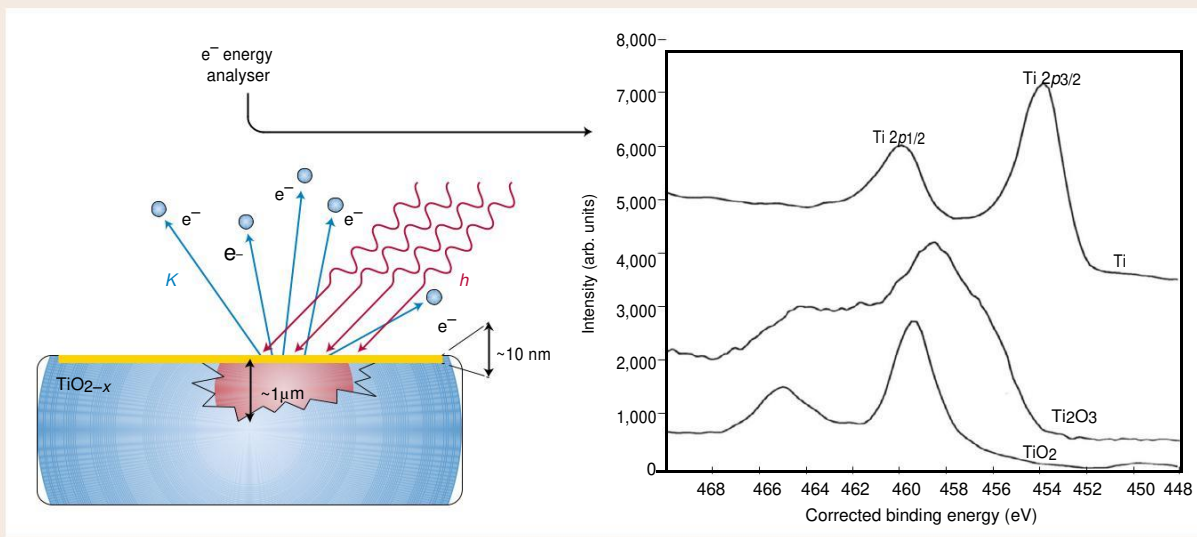 e– energy
analyser
e–
e–
e–
e–
e–
K
h
~10 nm
TiO2–x
~1μm
8,000
7,000
6,000
5,000
4,000
3,000
2,000
1,000
0
Intensity (arb. units)
Ti 2p3/2
Ti 2p1/2
Ti
Ti2O3
TiO2
468 466 464 462 460 458 456 454 452 450 448
Corrected binding energy (eV)